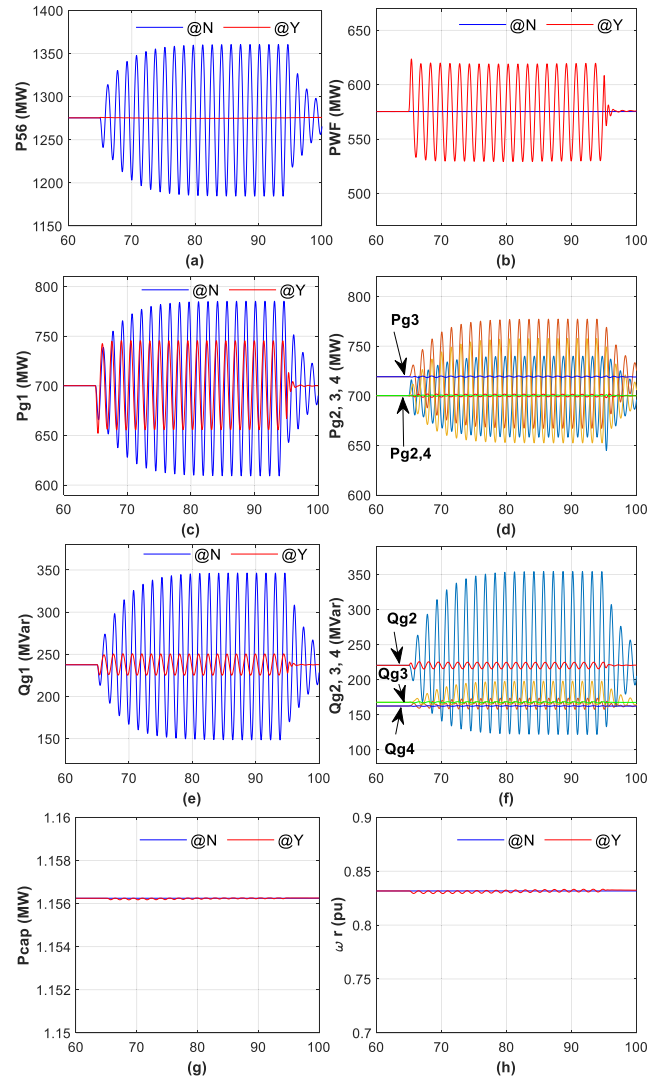 @N @Y
P56 (MW)
1400
1350
1300
1250
1200
1150
60 70 80 90 100
(a)
PWF (MW)
650
600
550
500
60 70 80 90 100
(b)
@N @Y
Pg1 (MW)
800
750
700
650
600
60 70 80 90 100
(c)
Pg2, 3, 4 (MW)
800
750
700
650
600
Pg3
Pg2,4
60 70 80 90 100
(d)
@N @Y
Qg1 (MVar)
350
300
250
200
150
60 70 80 90 100
(e)
Qg2, 3, 4 (MVar)
400
350
300
250
200
150
100
Qg2
Qg3
Qg4
60 70 80 90 100
(f)
@N @Y
Pcap (MW)
1.16
1.158
1.156
1.154
1.152
1.15
60 70 80 90 100
(g)
@N @Y
ω r (pu)
0.9
0.85
0.8
0.75
0.7
60 70 80 90 100
(h)